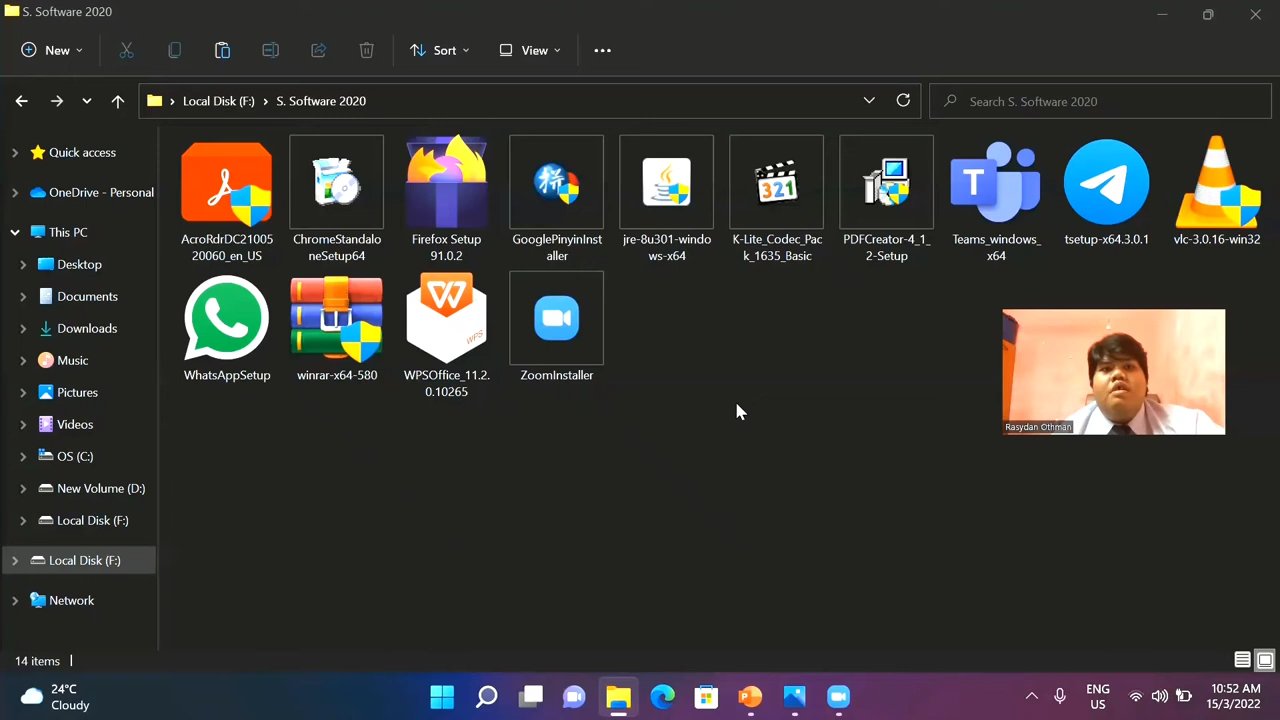 S. Software 2020
New
Sort
View
Local Disk (F:)
S. Software 2020
Search S. Software 2020
Quick access
OneDrive - Personal
This PC
Desktop
Documents
Downloads
Music
Pictures
Videos
OS (C:)
New Volume (D:)
Local Disk (F:)
Local Disk (F:)
Network
AcroRdrDC21005
20060_en_US
ChromeStandalo
neSetup64
Firefox Setup
91.0.2
拼
GooglePinyinInst
aller
jre-8u301-windo
ws-x64
321
K-Lite_Codec_Pac
k_1635_Basic
PDFCreator-4_1_
2-Setup
T
Teams_windows_
x64
tsetup-x64.3.0.1
vlc-3.0.16-win32
WhatsAppSetup
winrar-x64-580
W
WPS
WPSOffice_11.2.
0.10265
ZoomInstaller
Rasydan Othman
14 items
24°C
Cloudy
ENG
US
10:52 AM
15/3/2022